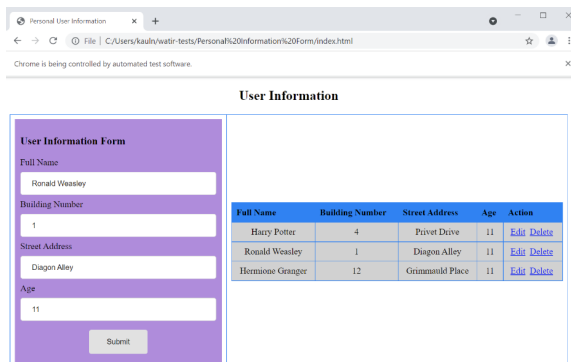 Personal User Information
File | C:/Users/kauln/watir-tests/Personal%20Information%20Form/index.html
Chrome is being controlled by automated test software.
User Information
User Information Form
Full Name
Ronald Weasley
Building Number
1
Street Address
Diagon Alley
Age
11
Submit
Full Name Building Number Street Address Age Action
Harry Potter 4 Privet Drive 11 Edit Delete
Ronald Weasley 1 Diagon Alley 11 Edit Delete
Hermione Granger 12 Grimmauld Place 11 Edit Delete